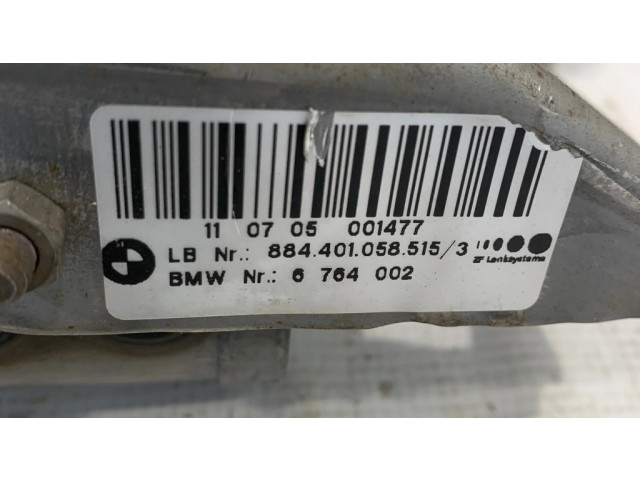 11 07 05 001477
LB Nr.: 884.401.058.515/3
ZF Lenksysteme
BMW Nr.: 6 764 002